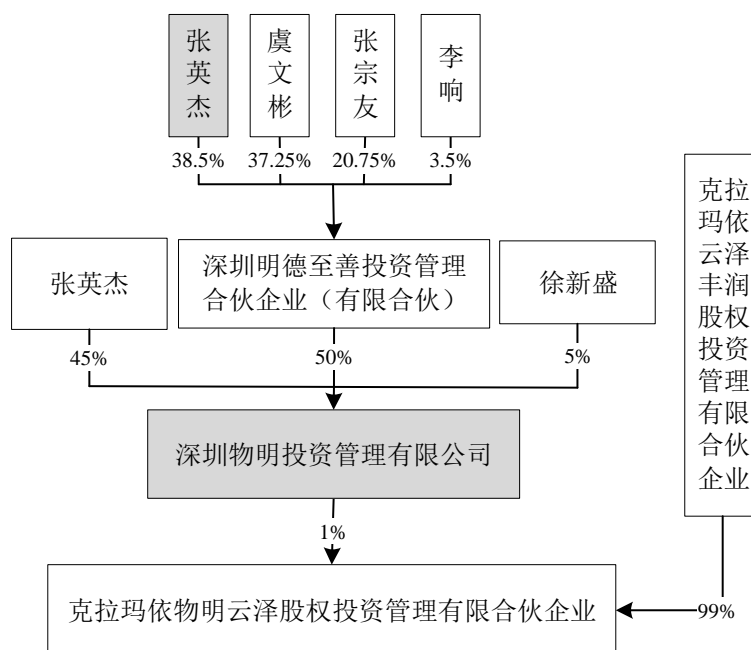 张英杰
虞文彬
张宗友
李响
38.5%
37.25%
20.75%
3.5%
张英杰
深圳明德至善投资管理
合伙企业（有限合伙）
徐新盛
克拉
玛依
云泽
丰润
股权
投资
管理
有限
合伙
企业
45%
50%
5%
深圳物明投资管理有限公司
1%
克拉玛依物明云泽股权投资管理有限合伙企业
99%